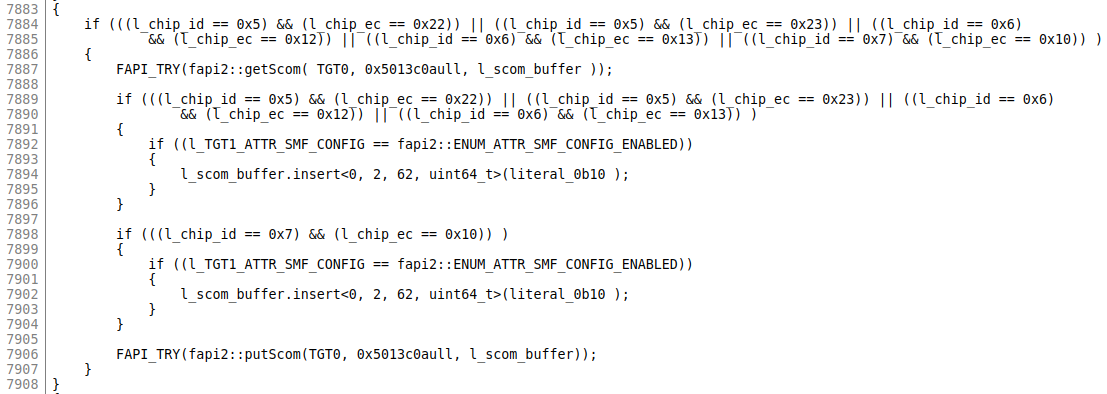 7883 {
7884     if (((l_chip_id == 0x5) && (l_chip_ec == 0x22)) || ((l_chip_id == 0x5) && (l_chip_ec == 0x23)) || ((l_chip_id == 0x6)
7885             && (l_chip_ec == 0x12)) || ((l_chip_id == 0x6) && (l_chip_ec == 0x13)) || ((l_chip_id == 0x7) && (l_chip_ec == 0x10)) )
7886     {
7887         FAPI_TRY(fapi2::getScom( TGT0, 0x5013c0aull, l_scom_buffer ));
7888
7889         if (((l_chip_id == 0x5) && (l_chip_ec == 0x22)) || ((l_chip_id == 0x5) && (l_chip_ec == 0x23)) || ((l_chip_id == 0x6)
7890                 && (l_chip_ec == 0x12)) || ((l_chip_id == 0x6) && (l_chip_ec == 0x13)) )
7891         {
7892             if ((l_TGT1_ATTR_SMF_CONFIG == fapi2::ENUM_ATTR_SMF_CONFIG_ENABLED))
7893             {
7894                 l_scom_buffer.insert<0, 2, 62, uint64_t>(literal_0b10 );
7895             }
7896         }
7897
7898         if (((l_chip_id == 0x7) && (l_chip_ec == 0x10)) )
7899         {
7900             if ((l_TGT1_ATTR_SMF_CONFIG == fapi2::ENUM_ATTR_SMF_CONFIG_ENABLED))
7901             {
7902                 l_scom_buffer.insert<0, 2, 62, uint64_t>(literal_0b10 );
7903             }
7904         }
7905
7906         FAPI_TRY(fapi2::putScom(TGT0, 0x5013c0aull, l_scom_buffer));
7907     }
7908 }